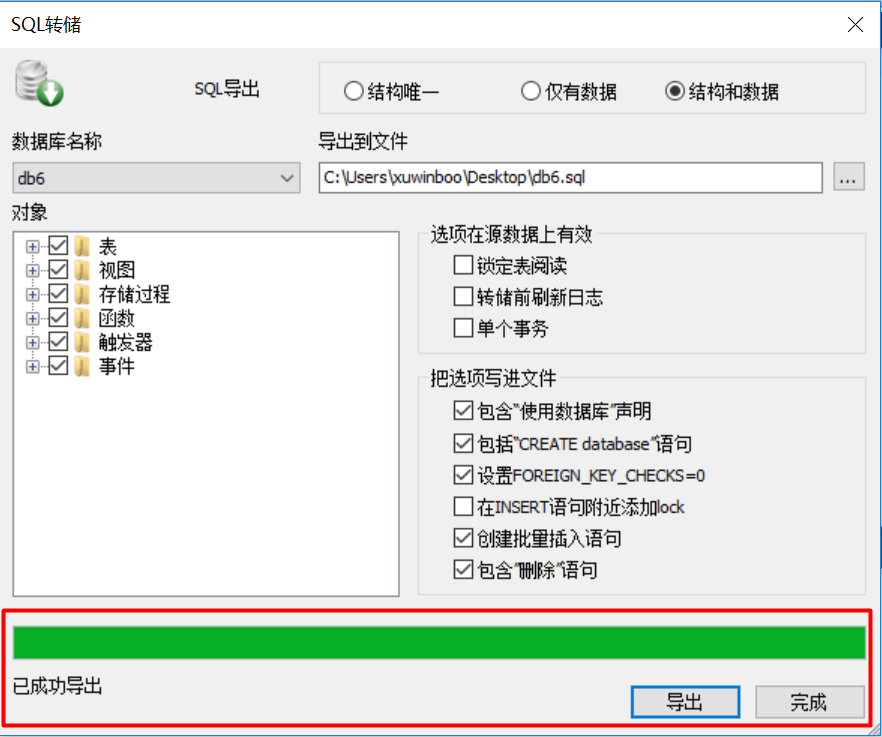 SQL转储
SQL导出
结构唯一
仅有数据
结构和数据
数据库名称
导出到文件
db6
C:\Users\xuwinboo\Desktop\db6.sql
...
对象
表
视图
存储过程
函数
触发器
事件
选项在源数据上有效
锁定表阅读
转储前刷新日志
单个事务
把选项写进文件
包含"使用数据库"声明
包括"CREATE database"语句
设置FOREIGN_KEY_CHECKS=0
在INSERT语句附近添加lock
创建批量插入语句
包含"删除"语句
已成功导出
导出
完成